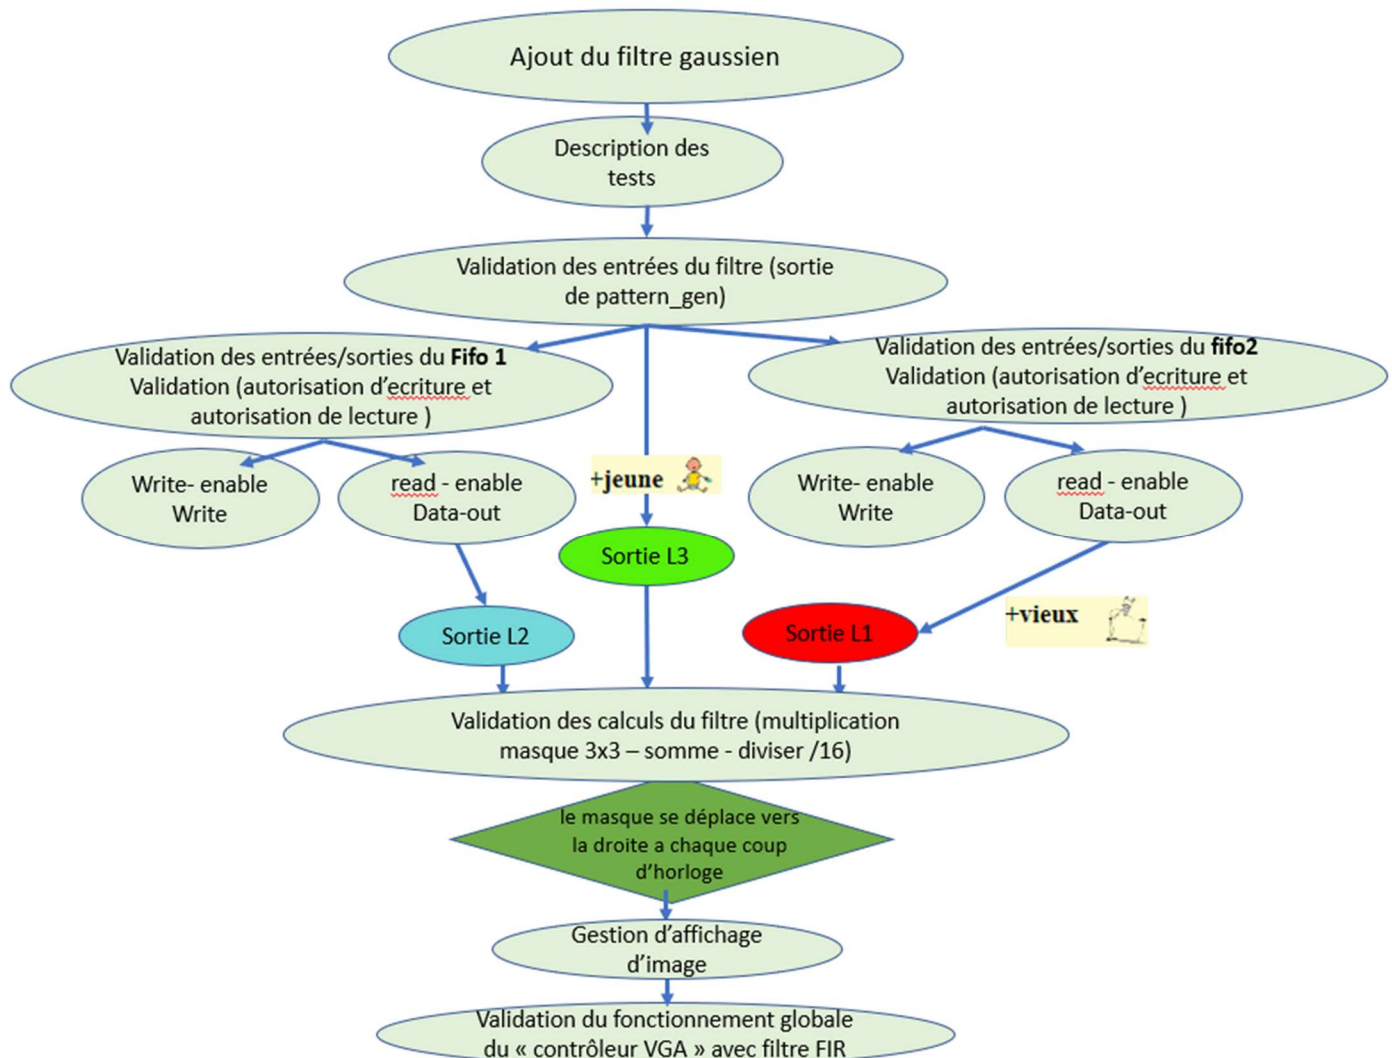 Ajout du filtre gaussien
Description des
tests
Validation des entrées du filtre (sortie
de pattern_gen)
Validation des entrées/sorties du Fifo 1
Validation (autorisation d'ecriture et
autorisation de lecture )
Validation des entrées/sorties du fifo2
Validation (autorisation d'ecriture et
autorisation de lecture )
Write- enable
Write
read - enable
Data-out
+jeune
Write- enable
Write
read - enable
Data-out
Sortie L3
Sortie L2
Sortie L1
+vieux
Validation des calculs du filtre (multiplication
masque 3x3 – somme - diviser /16)
le masque se déplace vers
la droite a chaque coup
d'horloge
Gestion d'affichage
d'image
Validation du fonctionnement globale
du « contrôleur VGA » avec filtre FIR